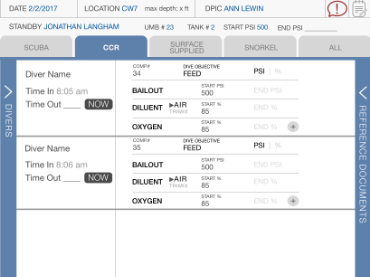 DATE 2/2/2017 LOCATION CW7 max depth: x ft DPIC ANN LEWIN
STANDBY JONATHAN LANGHAM UMB # 23 TANK # 2 START PSI 500 END PSI
SCUBA CCR SURFACE SUPPLIED SNORKEL ALL
DIVERS
REFERENCE DOCUMENTS
Diver Name
Time In 8:05 am
Time Out ____ NOW
COMP# 34 DIVE OBJECTIVE FEED PSI | %
BAILOUT START PSI 500 END PSI
DILUENT ▶AIR TRIMIX START % 85 END %
OXYGEN START % 85 END % +
Diver Name
Time In 8:06 am
Time Out ____ NOW
COMP# 35 DIVE OBJECTIVE FEED PSI | %
BAILOUT START PSI 500 END PSI
DILUENT ▶AIR TRIMIX START % 85 END %
OXYGEN START % 85 END % +